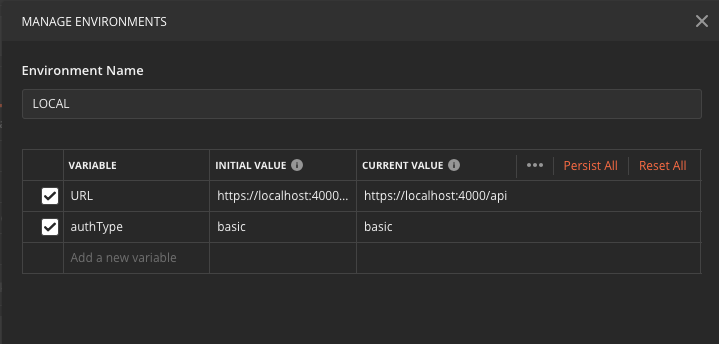 MANAGE ENVIRONMENTS
Environment Name
LOCAL
VARIABLE INITIAL VALUE CURRENT VALUE Persist All Reset All
URL https://localhost:4000... https://localhost:4000/api
authType basic basic
Add a new variable